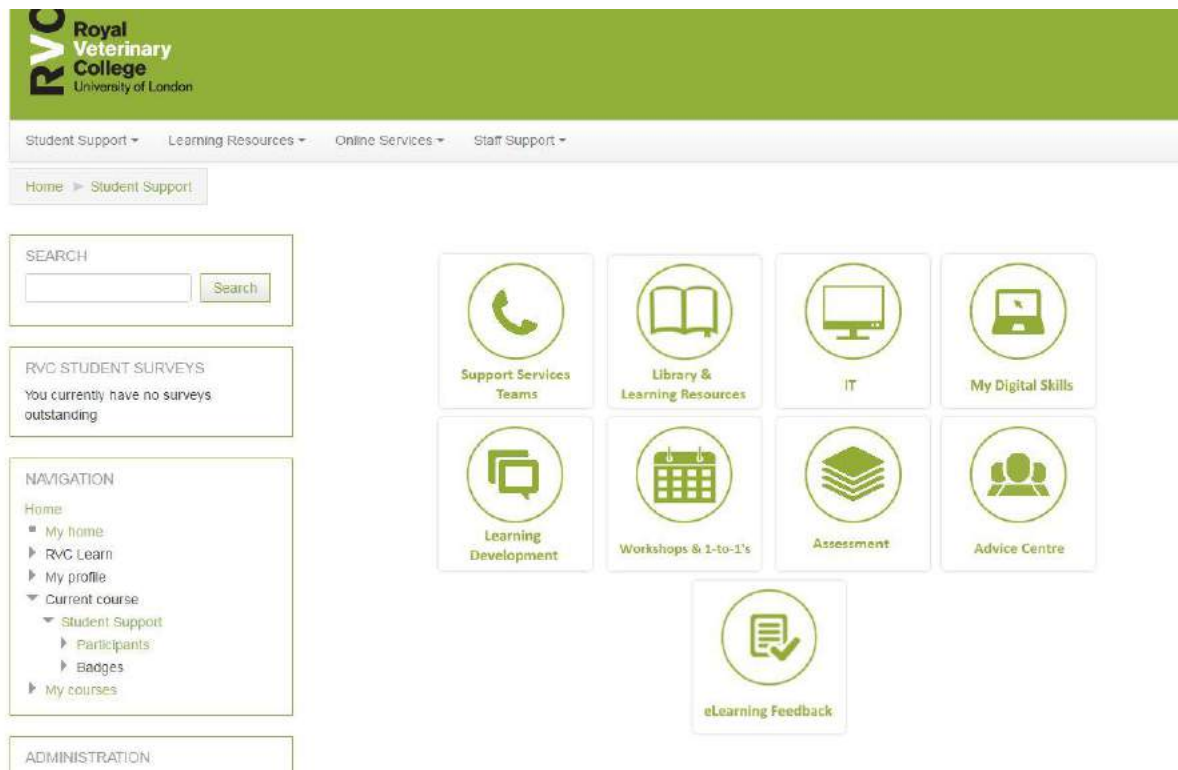 RVC
Royal
Veterinary
College
University of London
Student Support
Learning Resources
Online Services
Staff Support
Home
Student Support
SEARCH
Search
RVC STUDENT SURVEYS
You currently have no surveys
outstanding
NAVIGATION
Home
My home
RVC Learn
My profile
Current course
Student Support
Participants
Badges
My courses
ADMINISTRATION
Support Services
Teams
Library &
Learning Resources
IT
My Digital Skills
Learning
Development
Workshops & 1-to-1's
Assessment
Advice Centre
eLearning Feedback